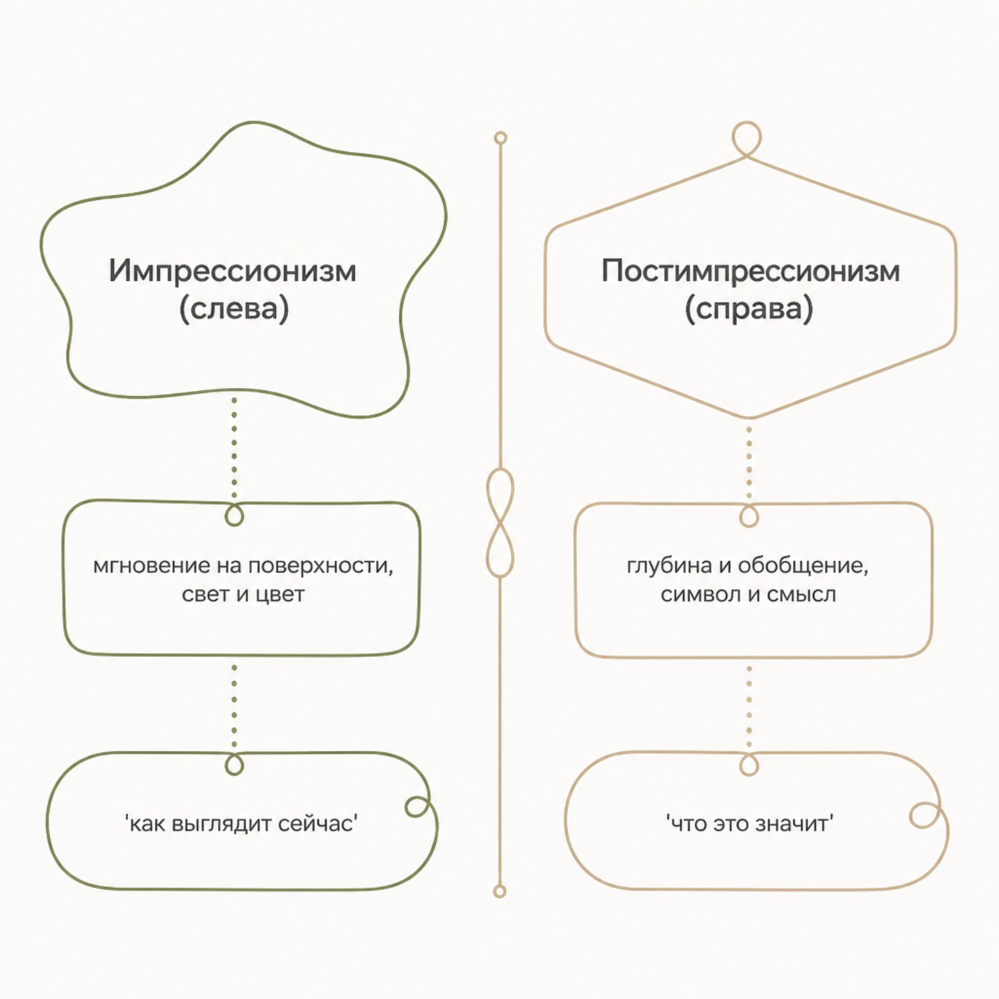 Импрессионизм
(слева)
мгновение на поверхности,
свет и цвет
'как выглядит сейчас'
Постимпрессионизм
(справа)
глубина и обобщение,
символ и смысл
'что это значит'